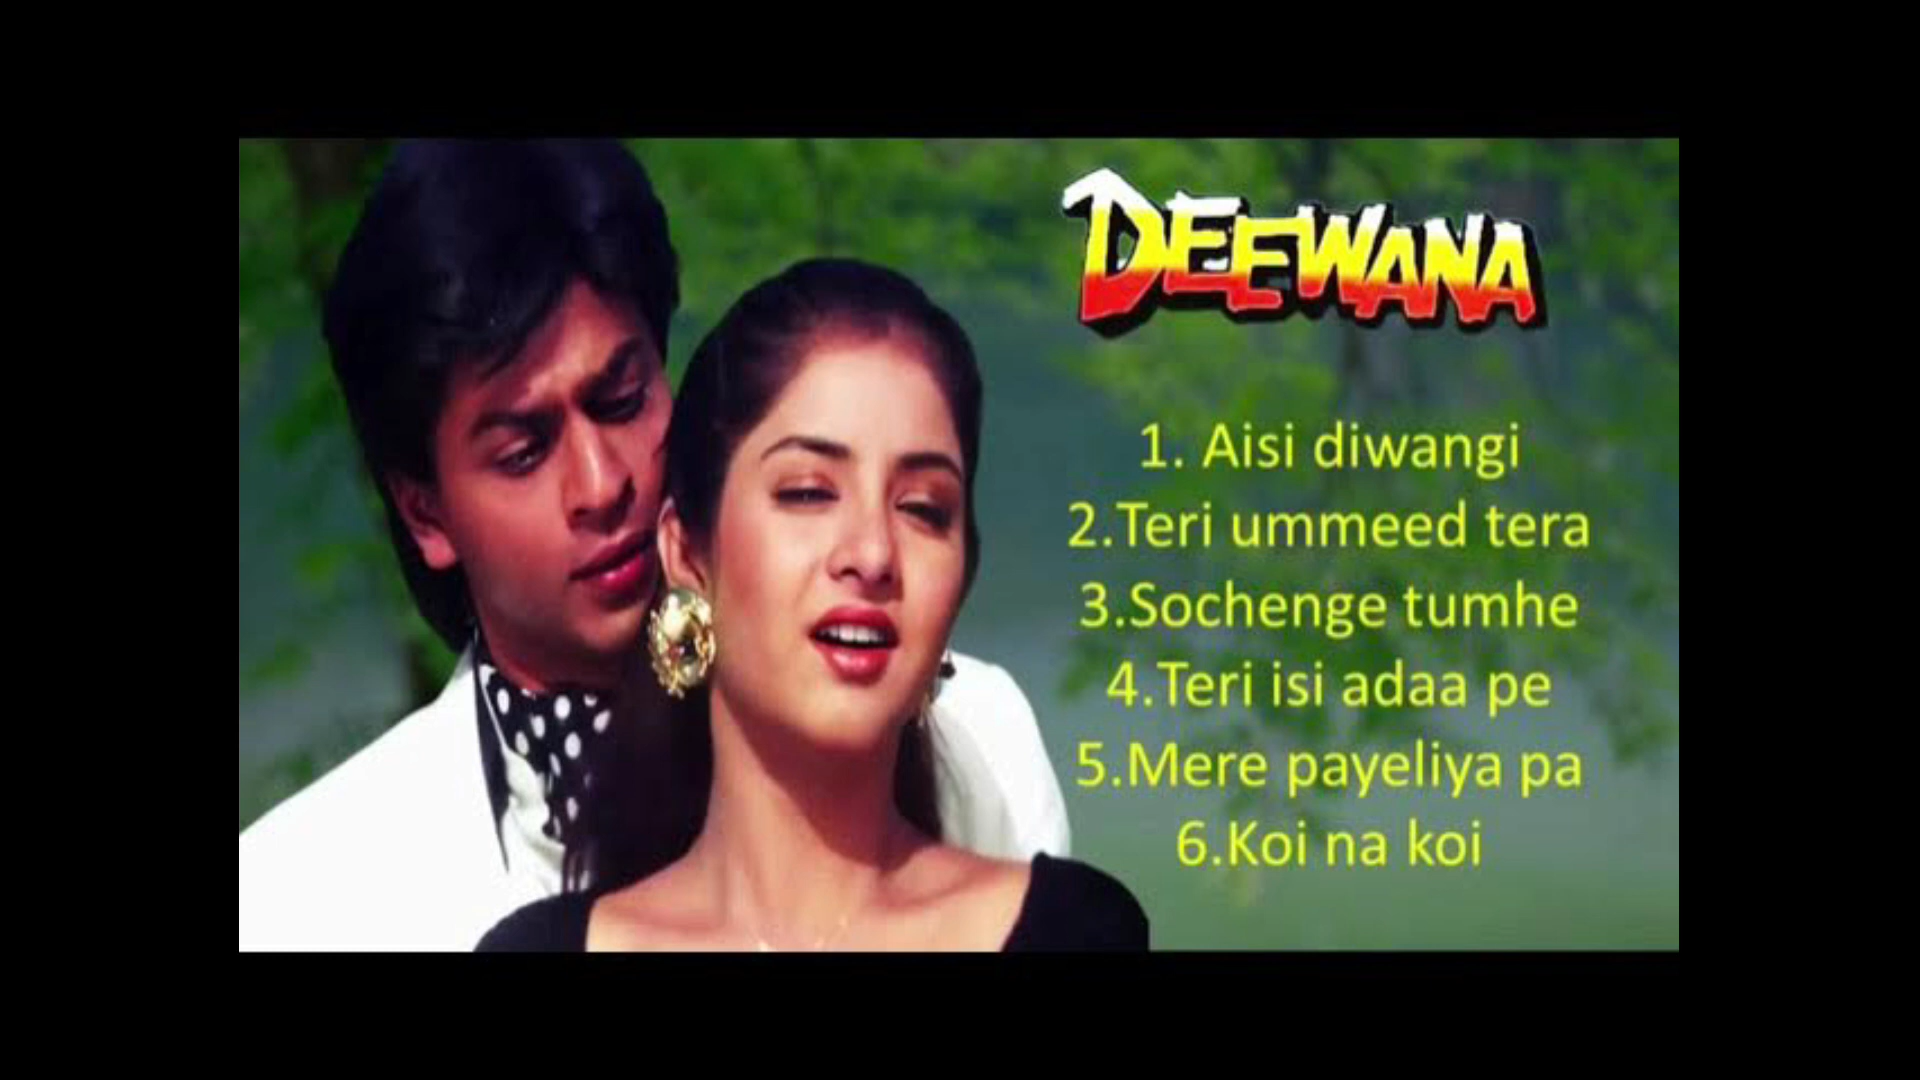 DEEWANA
1. Aisi diwangi
2.Teri ummeed tera
3.Sochenge tumhe
4.Teri isi adaa pe
5.Mere payeliya pa
6.Koi na koi